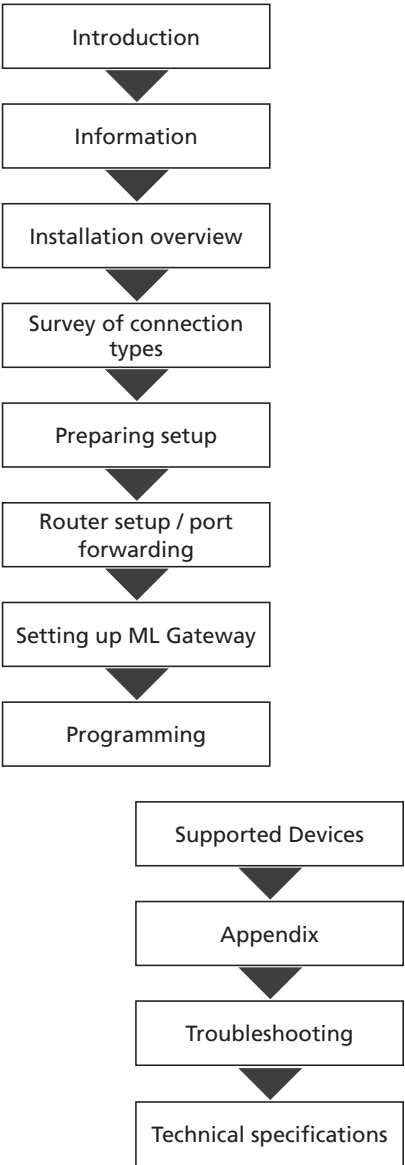 Introduction
Information
Installation overview
Survey of connection
types
Preparing setup
Router setup / port
forwarding
Setting up ML Gateway
Programming
Supported Devices
Appendix
Troubleshooting
Technical specifications